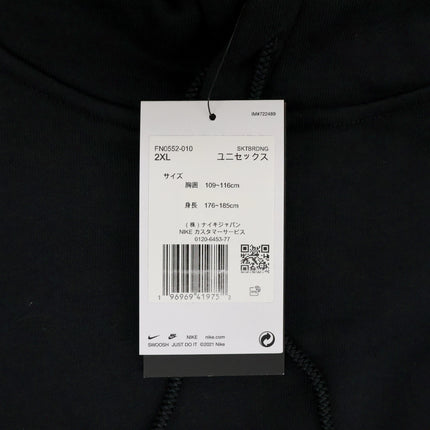 IM#722489
FN0552-010 SKTBRDNG
2XL ユニセックス
サイズ
胸囲 109~116cm
身長 176~185cm
(株)ナイキジャパン
NIKE カスタマーサービス
0120-6453-77
1 96969 41975 2
NIKE nike.com
SWOOSH JUST DO IT ©2021 Nike